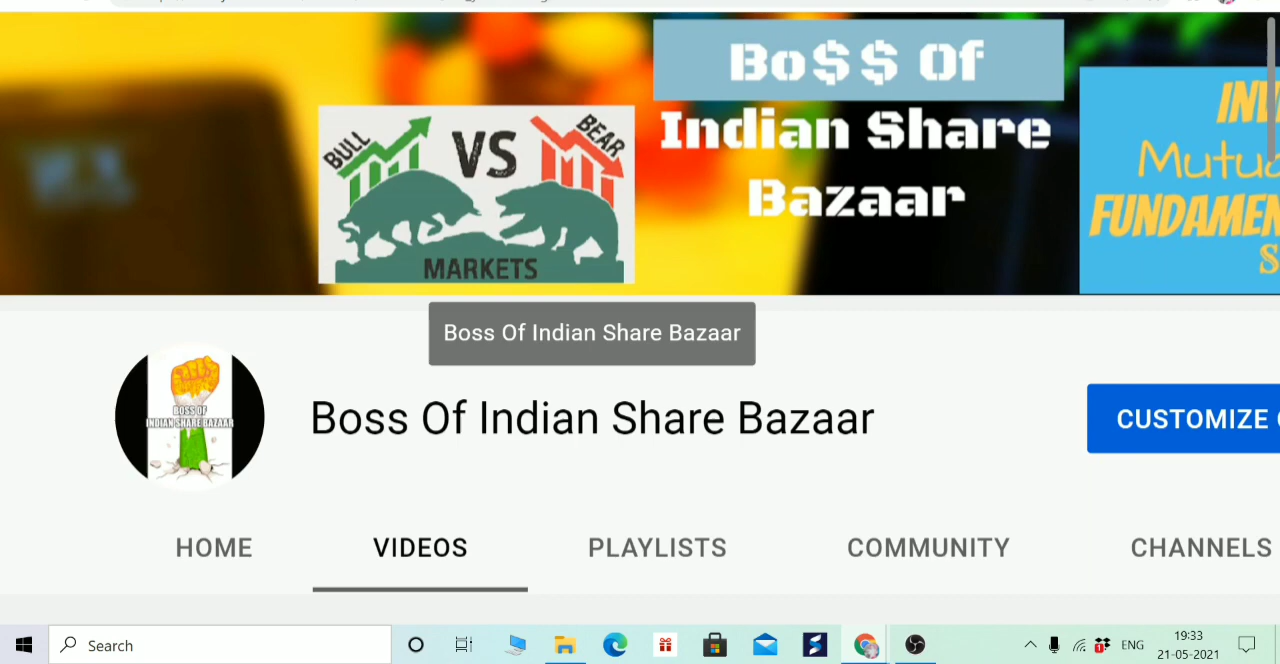 Bo$$ Of
Indian Share
Bazaar
BULL
VS
BEAR
MARKETS
FUNDAMEN
Boss Of Indian Share Bazaar
BOSS OF
INDIAN SHARE BAZAAR
Boss Of Indian Share Bazaar
CUSTOMIZE
HOME
VIDEOS
PLAYLISTS
COMMUNITY
CHANNELS
Search
ENG
19:33
21-05-2021